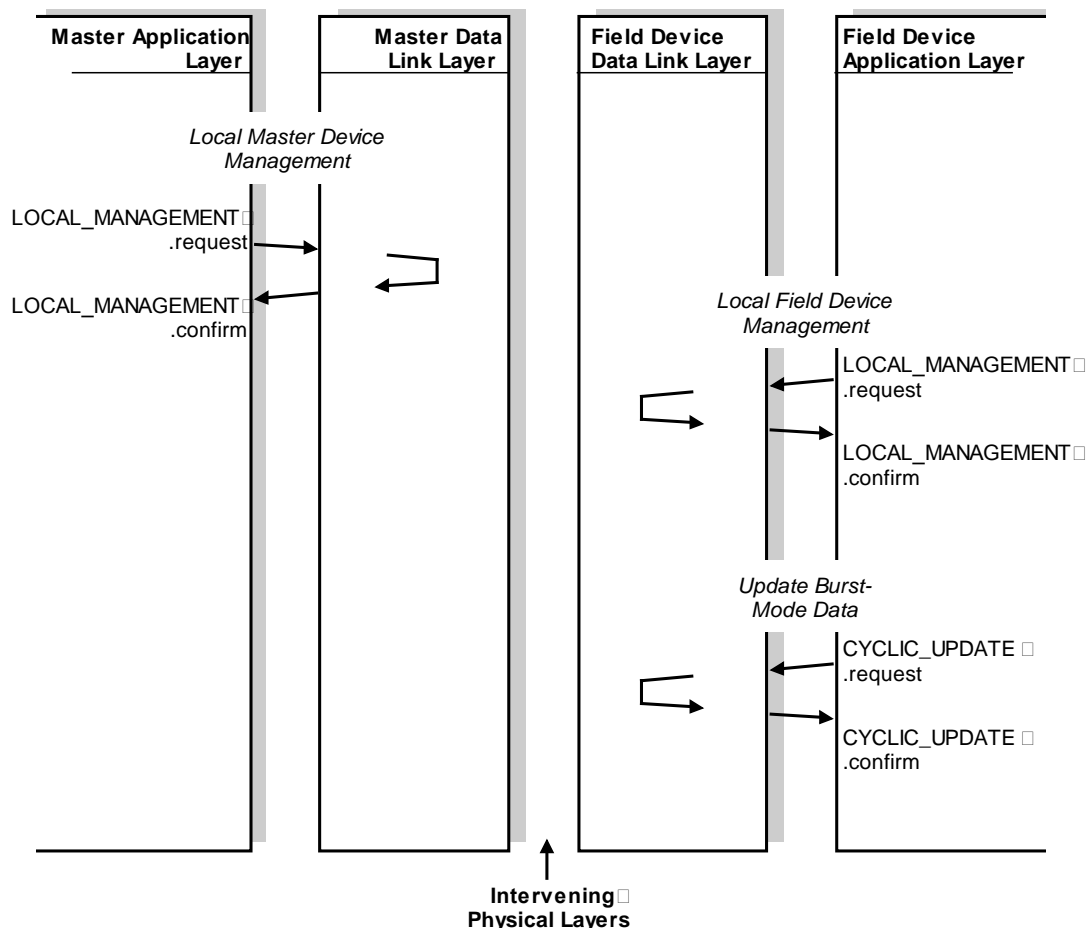 Master Application
Layer
Master Data
Link Layer
Field Device
Data Link Layer
Field Device
Application Layer
Local Master Device
Management
LOCAL_MANAGEMENT□
.request
LOCAL_MANAGEMENT□
.confirm
Local Field Device
Management
LOCAL_MANAGEMENT□
.request
LOCAL_MANAGEMENT□
.confirm
Update Burst-
Mode Data
CYCLIC_UPDATE □
.request
CYCLIC_UPDATE □
.confirm
Intervening□
Physical Layers